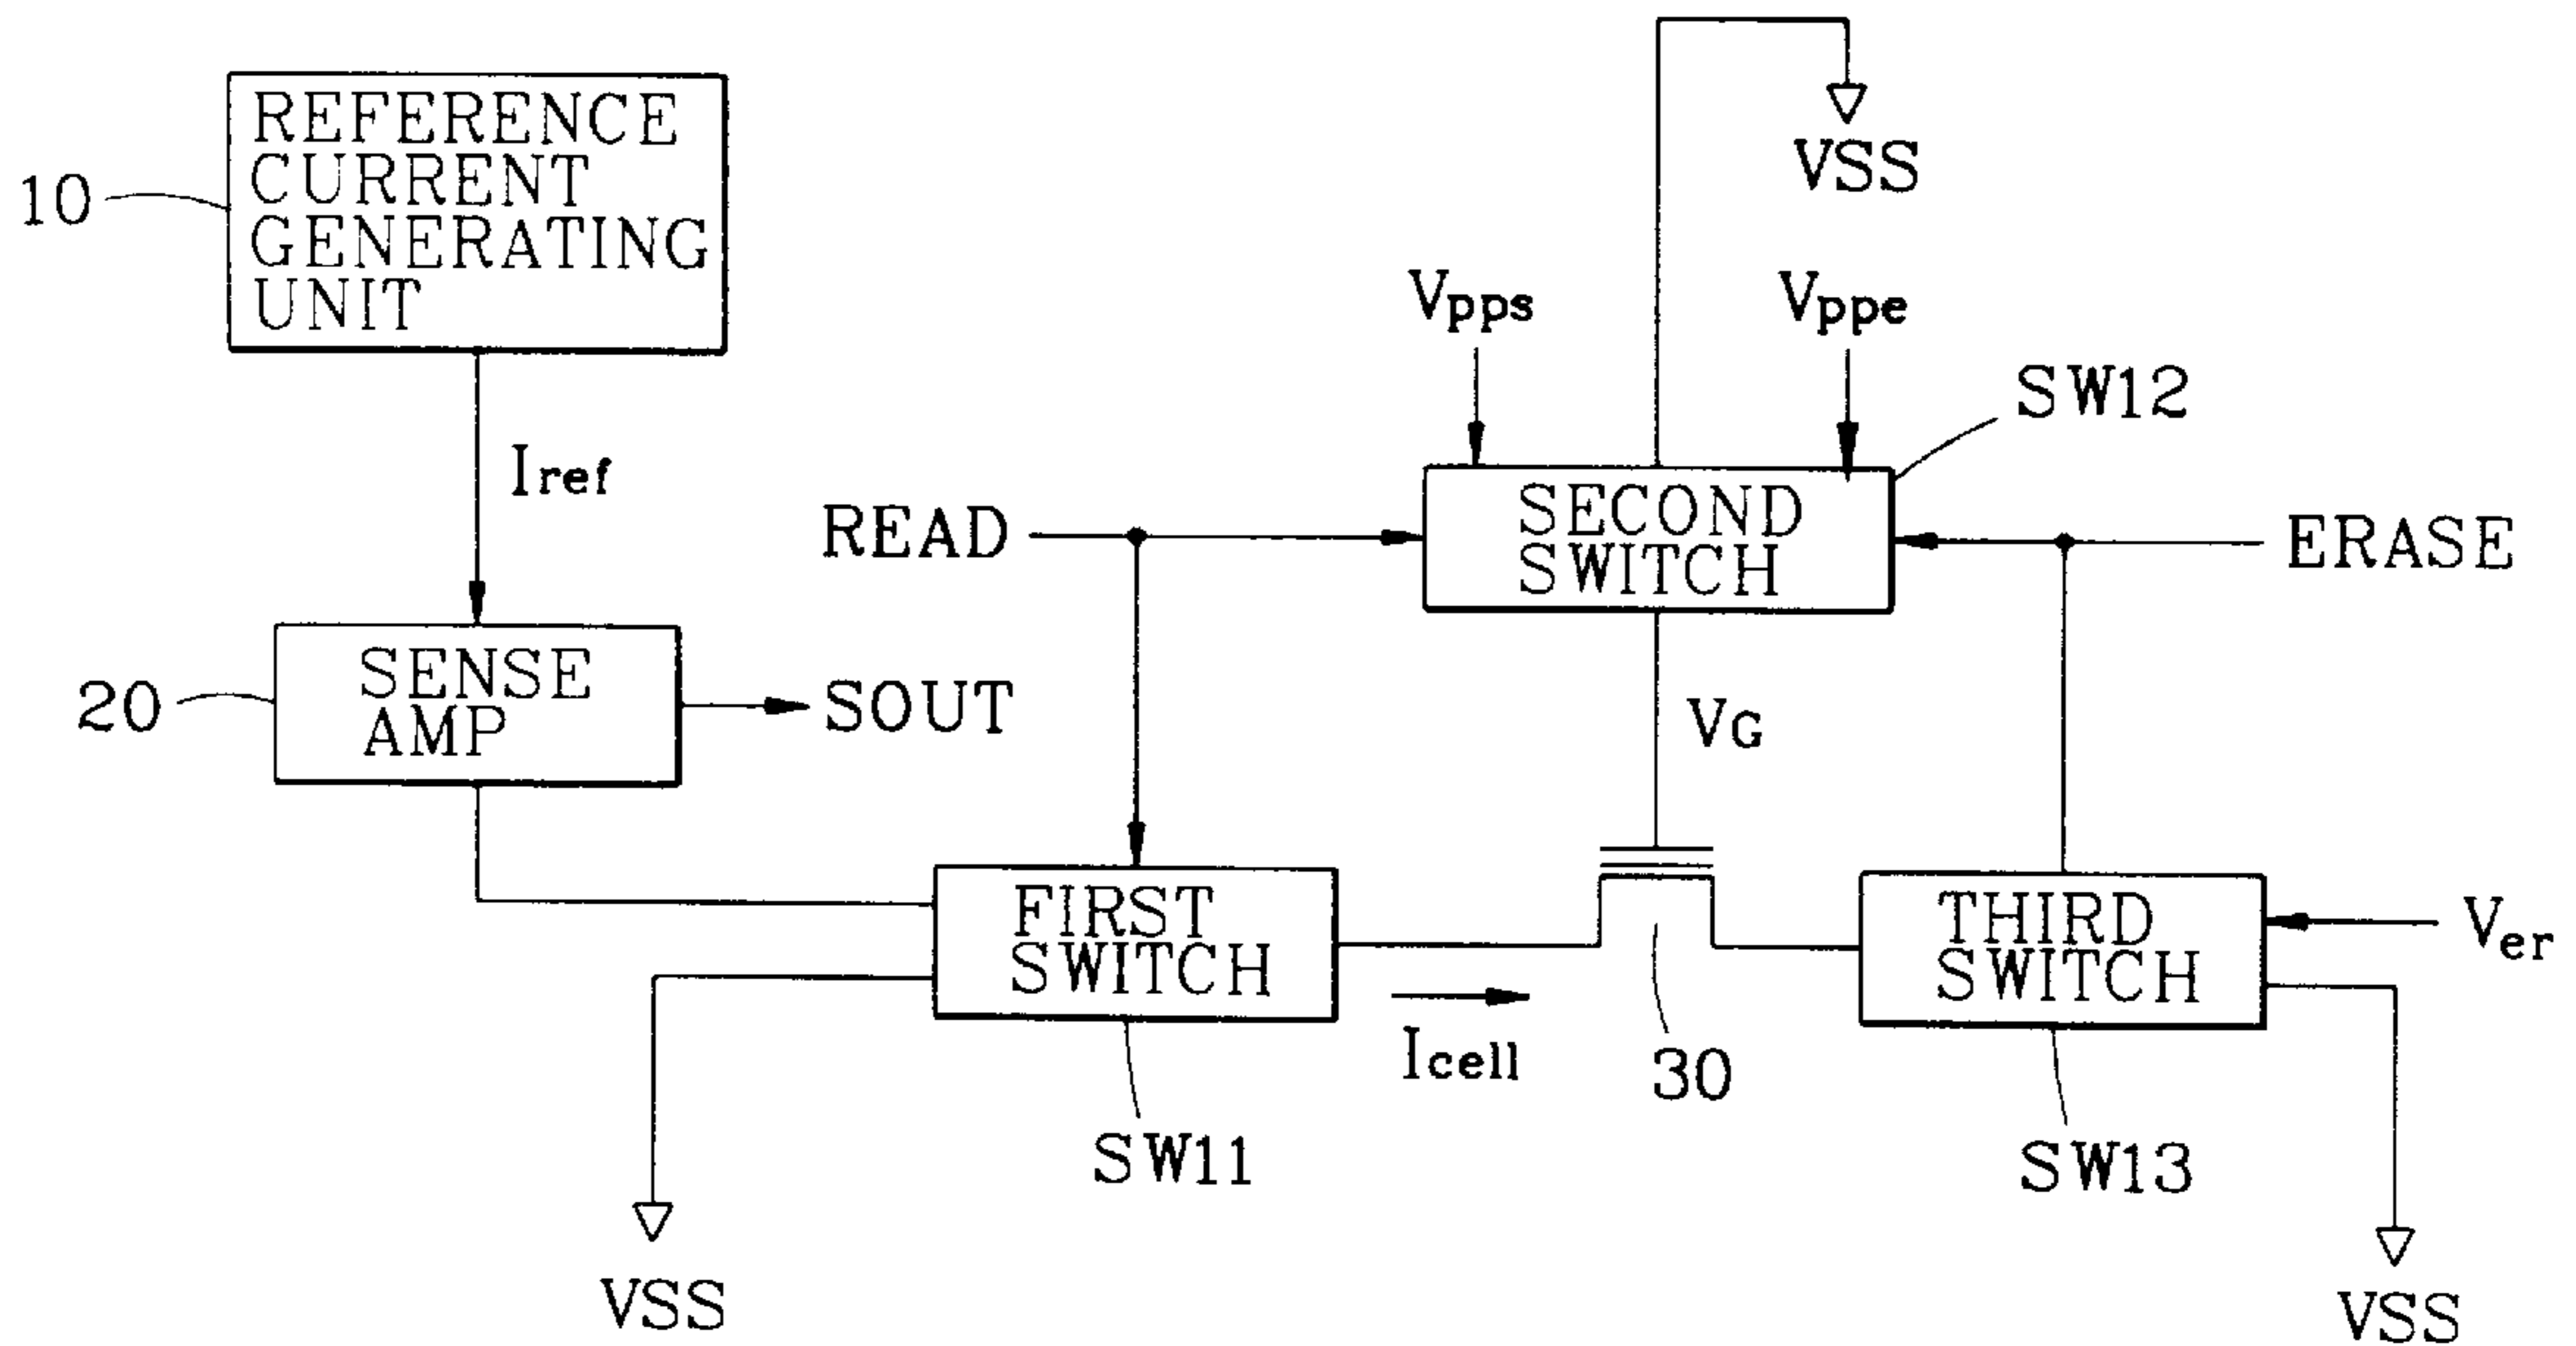 REFERENCE
CURRENT
GENERATING
UNIT
10
Iref
SENSE
AMP
20
SOUT
READ
VSS
Vpps
Vppe
SW12
SECOND
SWITCH
ERASE
VG
FIRST
SWITCH
SW11
Icell
30
THIRD
SWITCH
SW13
Ver
VSS
VSS